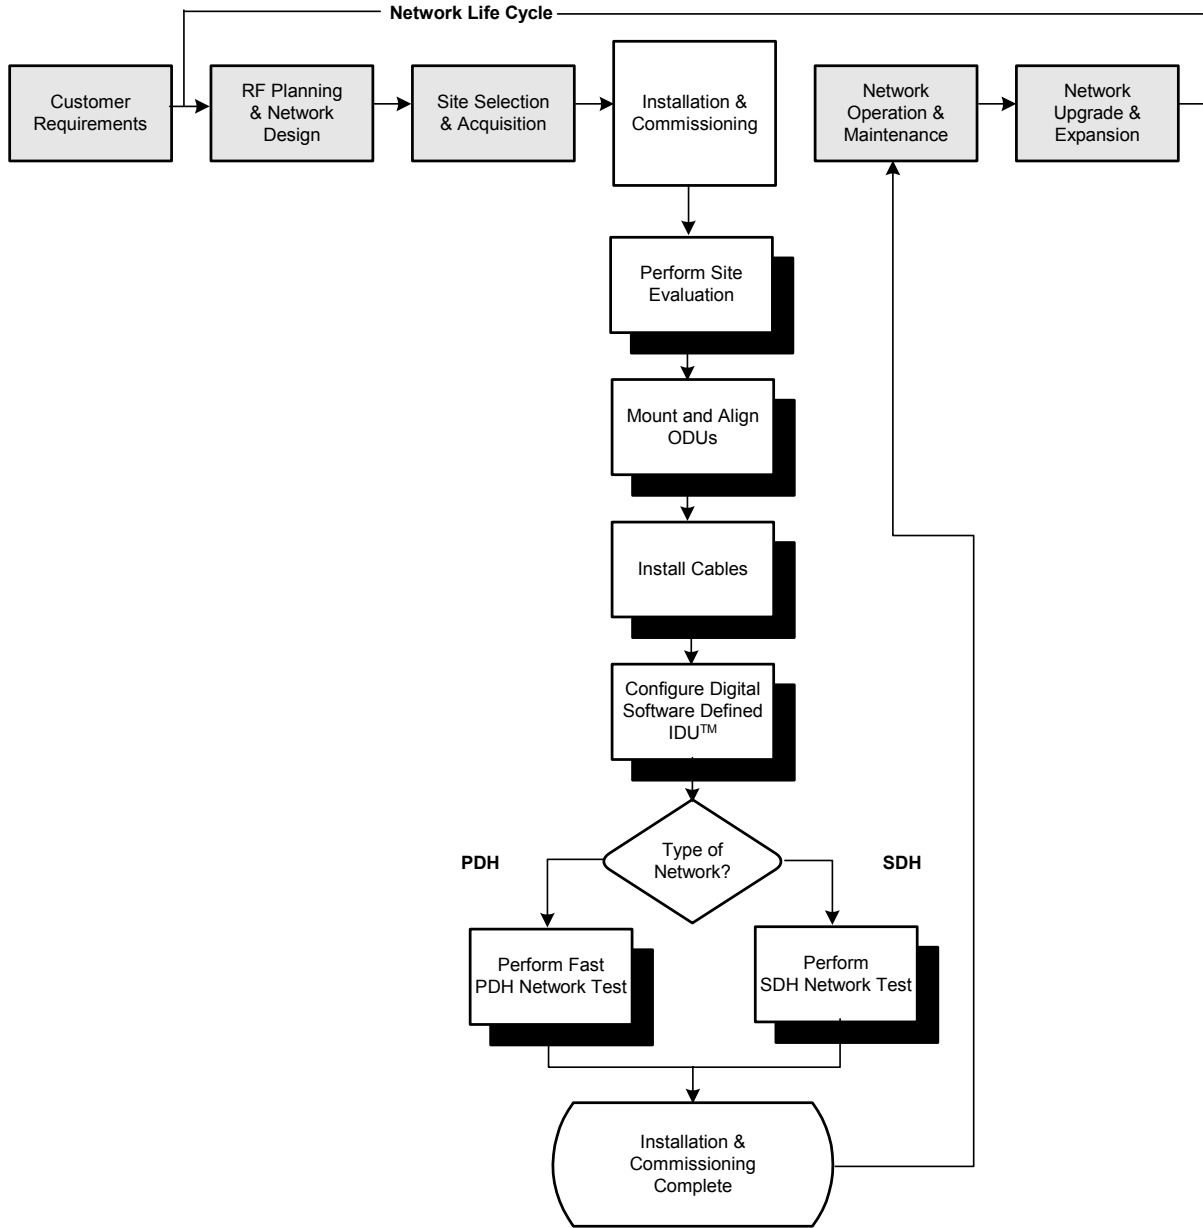 Network Life Cycle
Customer
Requirements
RF Planning
& Network
Design
Site Selection
& Acquisition
Installation &
Commissioning
Network
Operation &
Maintenance
Network
Upgrade &
Expansion
Perform Site
Evaluation
Mount and Align
ODUs
Install Cables
Configure Digital
Software Defined
IDU™
Type of
Network?
PDH
SDH
Perform Fast
PDH Network Test
Perform
SDH Network Test
Installation &
Commissioning
Complete